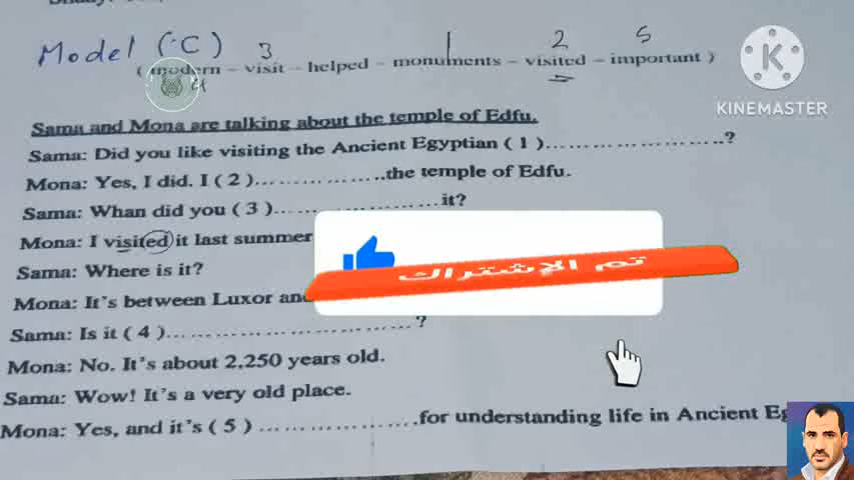 Model (C)
3 1 2 5
( modern – visit – helped – monuments – visited – important )
4
KINEMASTER
Sama and Mona are talking about the temple of Edfu.
Sama: Did you like visiting the Ancient Egyptian ( 1 )........................?
Mona: Yes, I did. I ( 2 ).....................the temple of Edfu.
Sama: Whan did you ( 3 )........................... it?
Mona: I visited it last summer
Sama: Where is it?
Mona: It's between Luxor and
تم الإشتراك
Sama: Is it ( 4 )....................................... ?
Mona: No. It's about 2,250 years old.
Sama: Wow! It's a very old place.
Mona: Yes, and it's ( 5 ) .........................for understanding life in Ancient